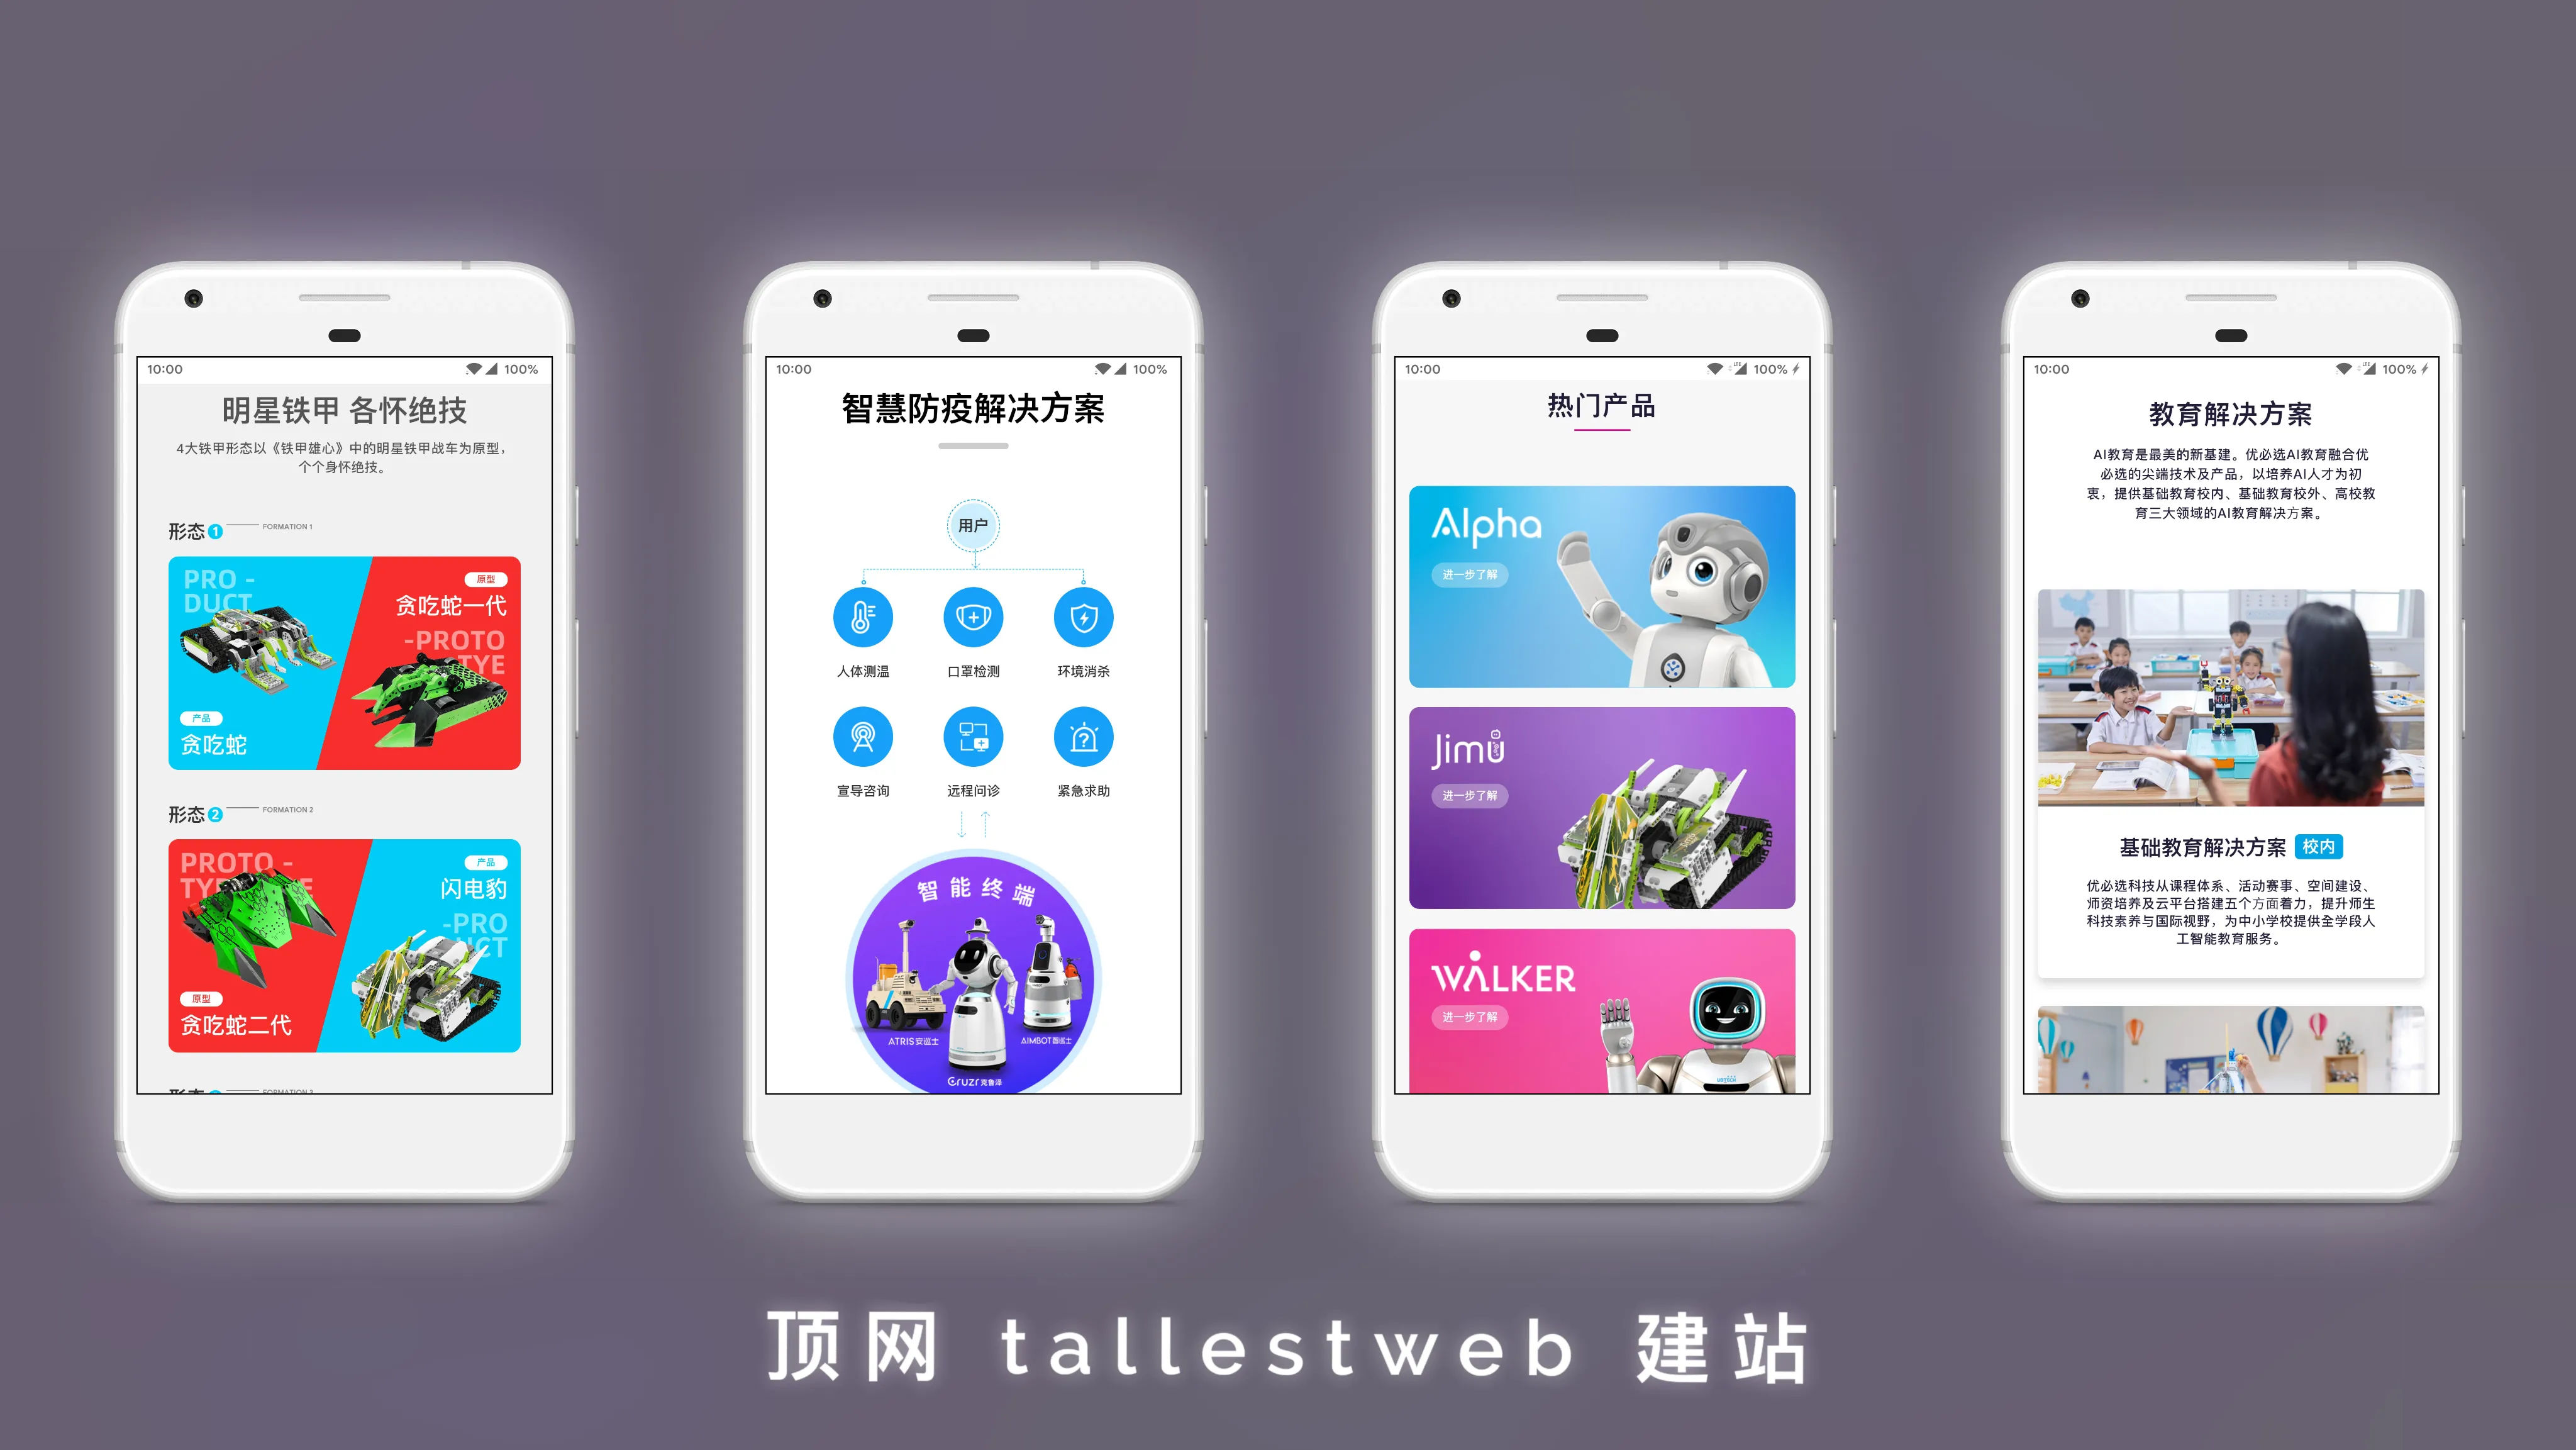 10:00
100%
明星铁甲 各怀绝技
4大铁甲形态以《铁甲雄心》中的明星铁甲战车为原型，
个个身怀绝技。
形态1
FORMATION 1
PRO -
DUCT
原型
贪吃蛇一代
-PROTO
TYE
产品
贪吃蛇
形态2
FORMATION 2
PROTO -
产品
闪电豹
-PRO
原型
贪吃蛇二代
FORMATION 3
10:00
100%
智慧防疫解决方案
用户
人体测温
口罩检测
环境消杀
宣导咨询
远程问诊
紧急求助
智能终端
ATRIS安巡士
AIMBOT智巡士
Cruzr克鲁泽
10:00
100%
热门产品
Alpha
进一步了解
Jimu
进一步了解
WALKER
进一步了解
10:00
100%
教育解决方案
AI教育是最美的新基建。优必选AI教育融合优
必选的尖端技术及产品，以培养AI人才为初
衷，提供基础教育校内、基础教育校外、高校教
育三大领域的AI教育解决方案。
基础教育解决方案 校内
优必选科技从课程体系、活动赛事、空间建设、
师资培养及云平台搭建五个方面着力，提升师生
科技素养与国际视野，为中小学校提供全学段人
工智能教育服务。
顶网 tallestweb 建站